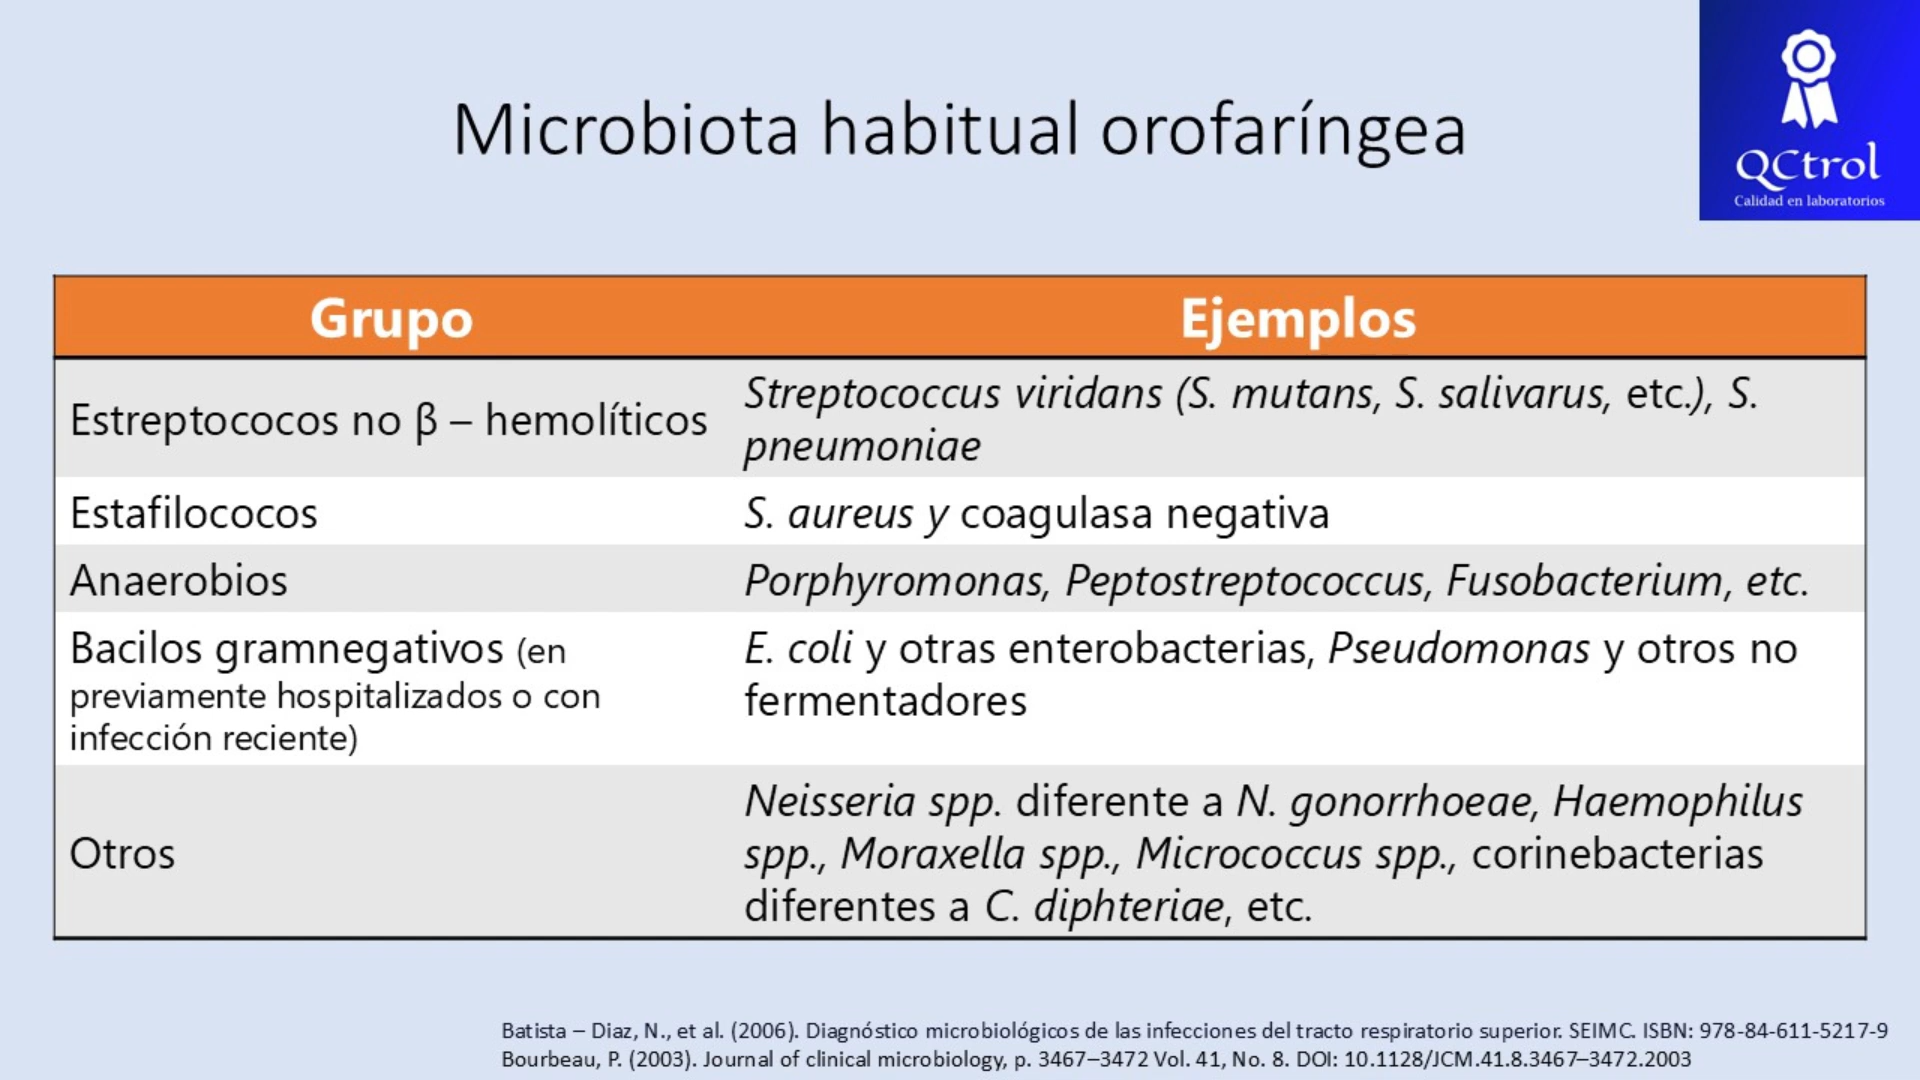 Microbiota habitual orofaríngea
QCtrol
Calidad en laboratorios
Grupo
Ejemplos
Estreptococos no β – hemolíticos
Streptococcus viridans (S. mutans, S. salivarus, etc.), S.
pneumoniae
Estafilococos
S. aureus y coagulasa negativa
Anaerobios
Porphyromonas, Peptostreptococcus, Fusobacterium, etc.
Bacilos gramnegativos (en
previamente hospitalizados o con
infección reciente)
E. coli y otras enterobacterias, Pseudomonas y otros no
fermentadores
Otros
Neisseria spp. diferente a N. gonorrhoeae, Haemophilus
spp., Moraxella spp., Micrococcus spp., corinebacterias
diferentes a C. diphteriae, etc.
Batista – Diaz, N., et al. (2006). Diagnóstico microbiológicos de las infecciones del tracto respiratorio superior. SEIMC. ISBN: 978-84-611-5217-9
Bourbeau, P. (2003). Journal of clinical microbiology, p. 3467–3472 Vol. 41, No. 8. DOI: 10.1128/JCM.41.8.3467–3472.2003